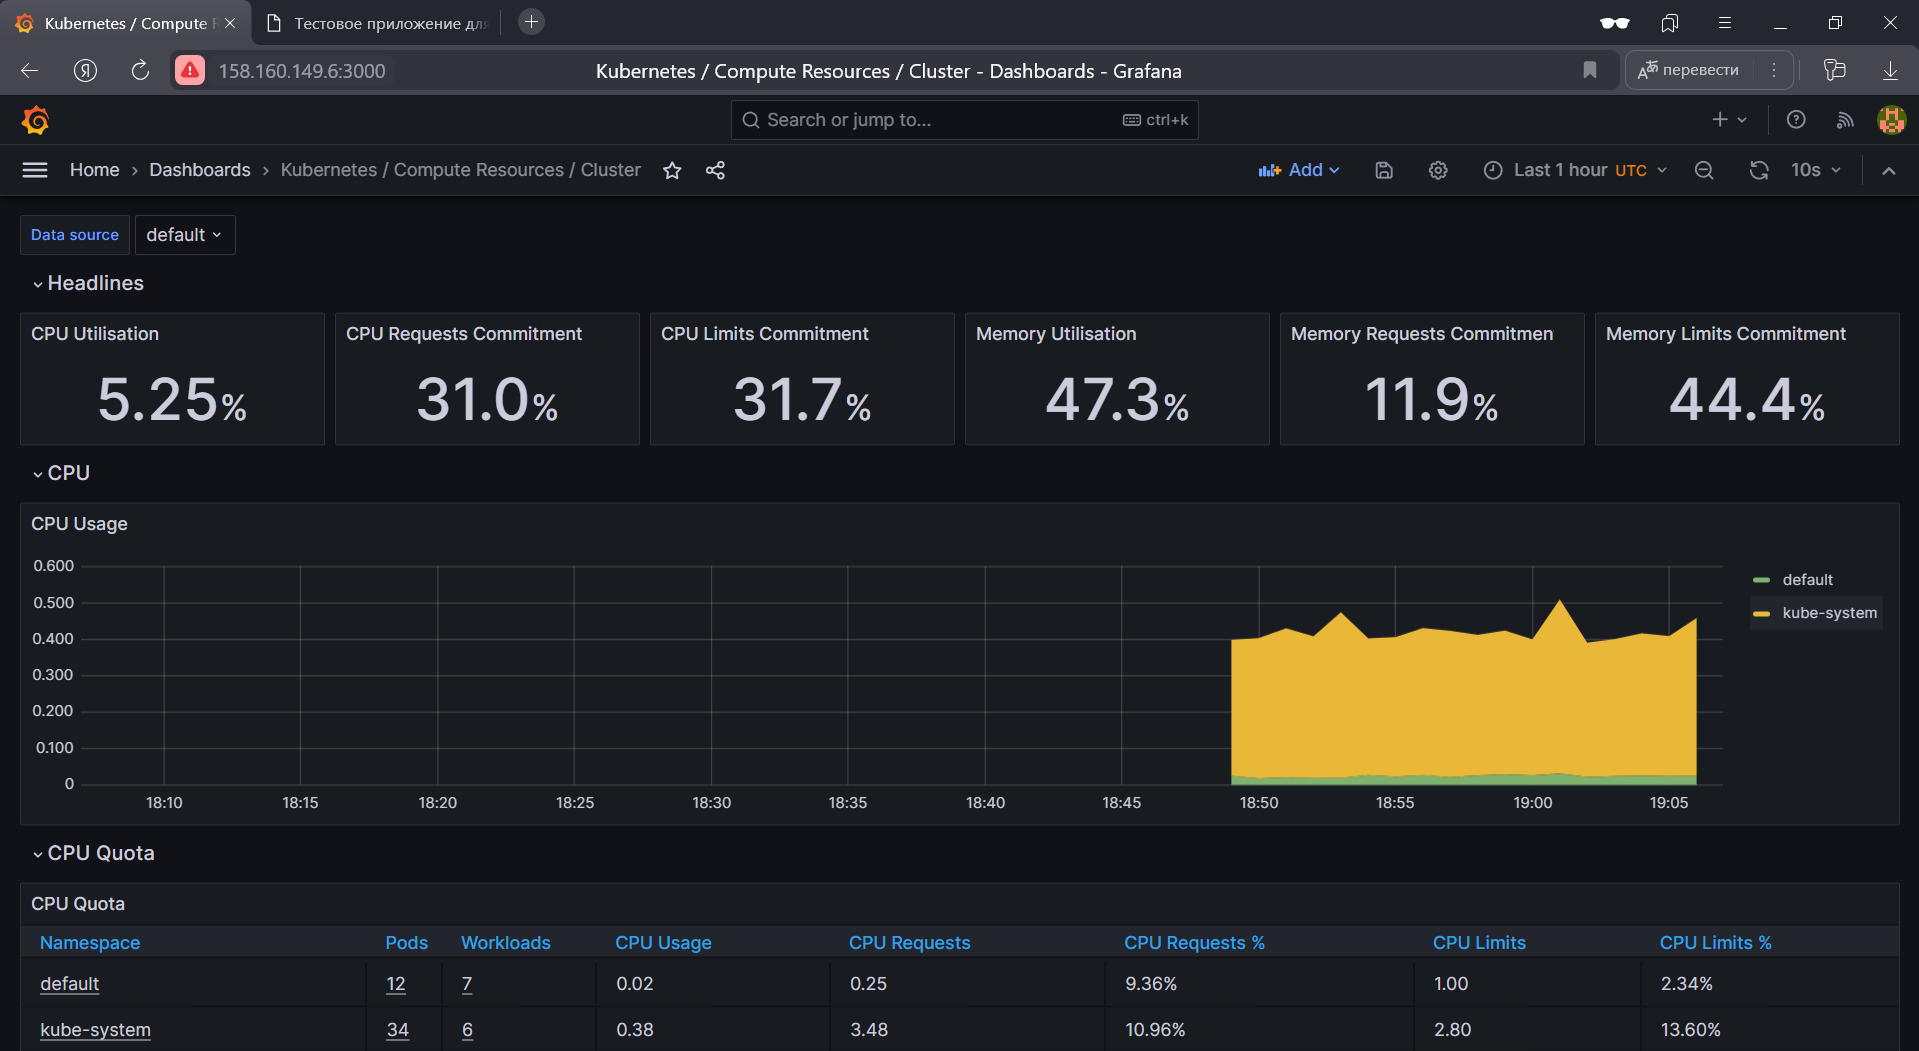 Kubernetes / Compute R
Тестовое приложение для
158.160.149.6:3000
Kubernetes / Compute Resources / Cluster - Dashboards - Grafana
перевести
Search or jump to...
ctrl+k
Home › Dashboards › Kubernetes / Compute Resources / Cluster
Add
Last 1 hour UTC
10s
Data source
default
Headlines
CPU Utilisation
5.25%
CPU Requests Commitment
31.0%
CPU Limits Commitment
31.7%
Memory Utilisation
47.3%
Memory Requests Commitmen
11.9%
Memory Limits Commitment
44.4%
CPU
CPU Usage
0.600
0.500
0.400
0.300
0.200
0.100
0
18:10 18:15 18:20 18:25 18:30 18:35 18:40 18:45 18:50 18:55 19:00 19:05
default
kube-system
CPU Quota
CPU Quota
Namespace Pods Workloads CPU Usage CPU Requests CPU Requests % CPU Limits CPU Limits %
default 12 7 0.02 0.25 9.36% 1.00 2.34%
kube-system 34 6 0.38 3.48 10.96% 2.80 13.60%